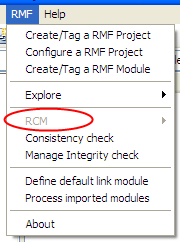 RMF Help
Create/Tag a RMF Project
Configure a RMF Project
Create/Tag a RMF Module
Explore
RCM
Consistency check
Manage Integrity check
Define default link module
Process imported modules
About